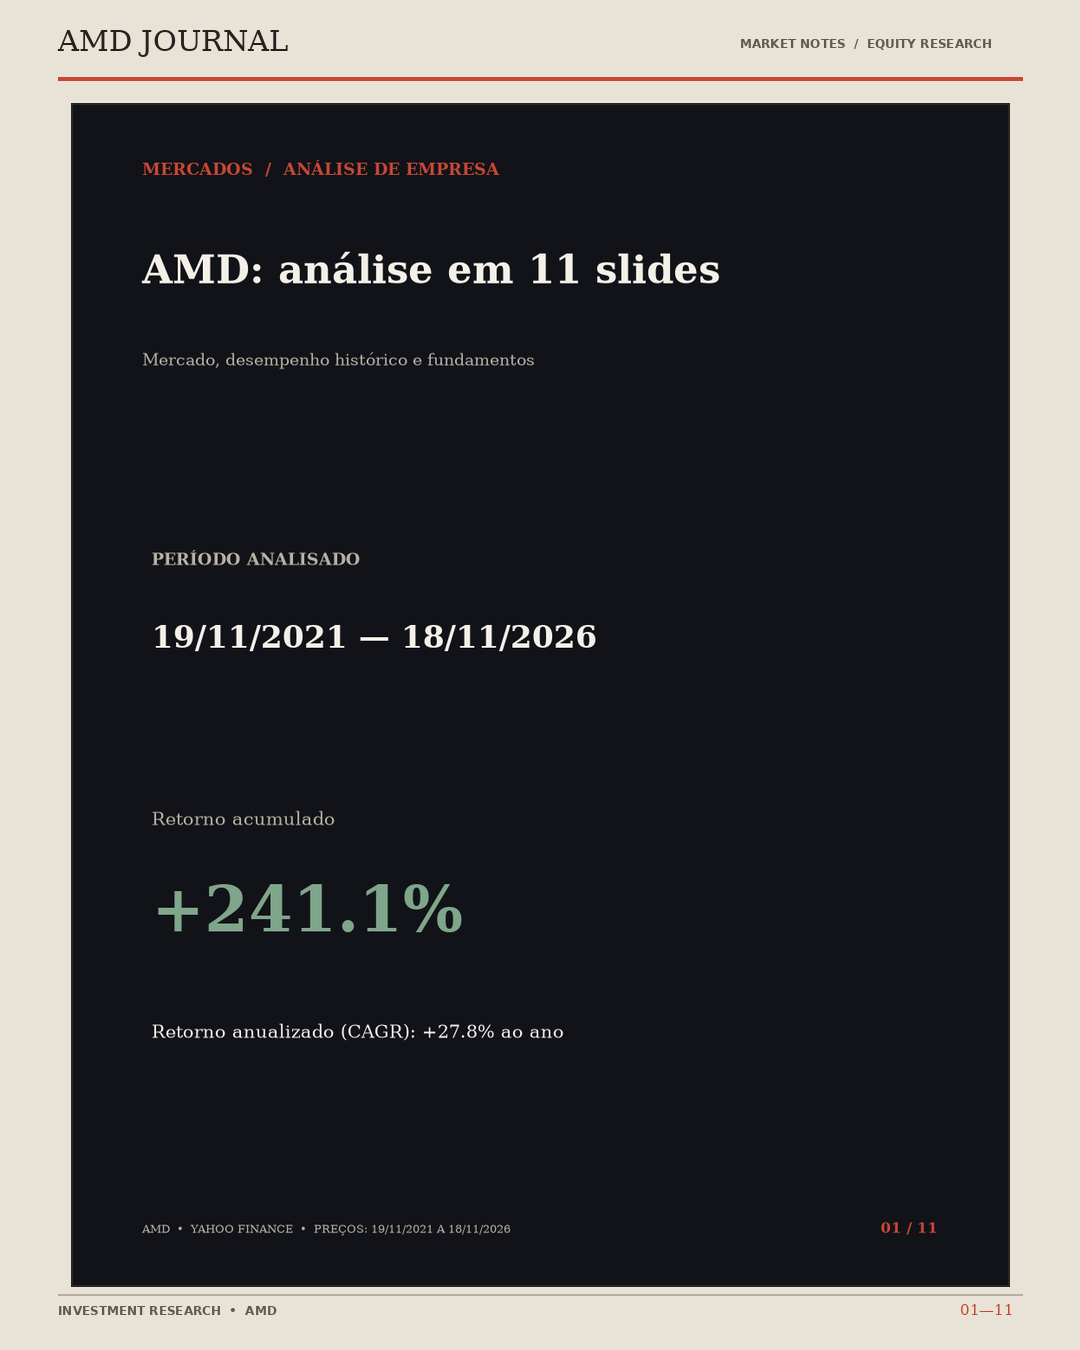 AMD JOURNAL
MARKET NOTES / EQUITY RESEARCH
MERCADOS / ANÁLISE DE EMPRESA
AMD: análise em 11 slides
Mercado, desempenho histórico e fundamentos
PERÍODO ANALISADO
19/11/2021 — 18/11/2026
Retorno acumulado
+241.1%
Retorno anualizado (CAGR): +27.8% ao ano
AMD • YAHOO FINANCE • PREÇOS: 19/11/2021 A 18/11/2026
01 / 11
INVESTMENT RESEARCH • AMD
01—11